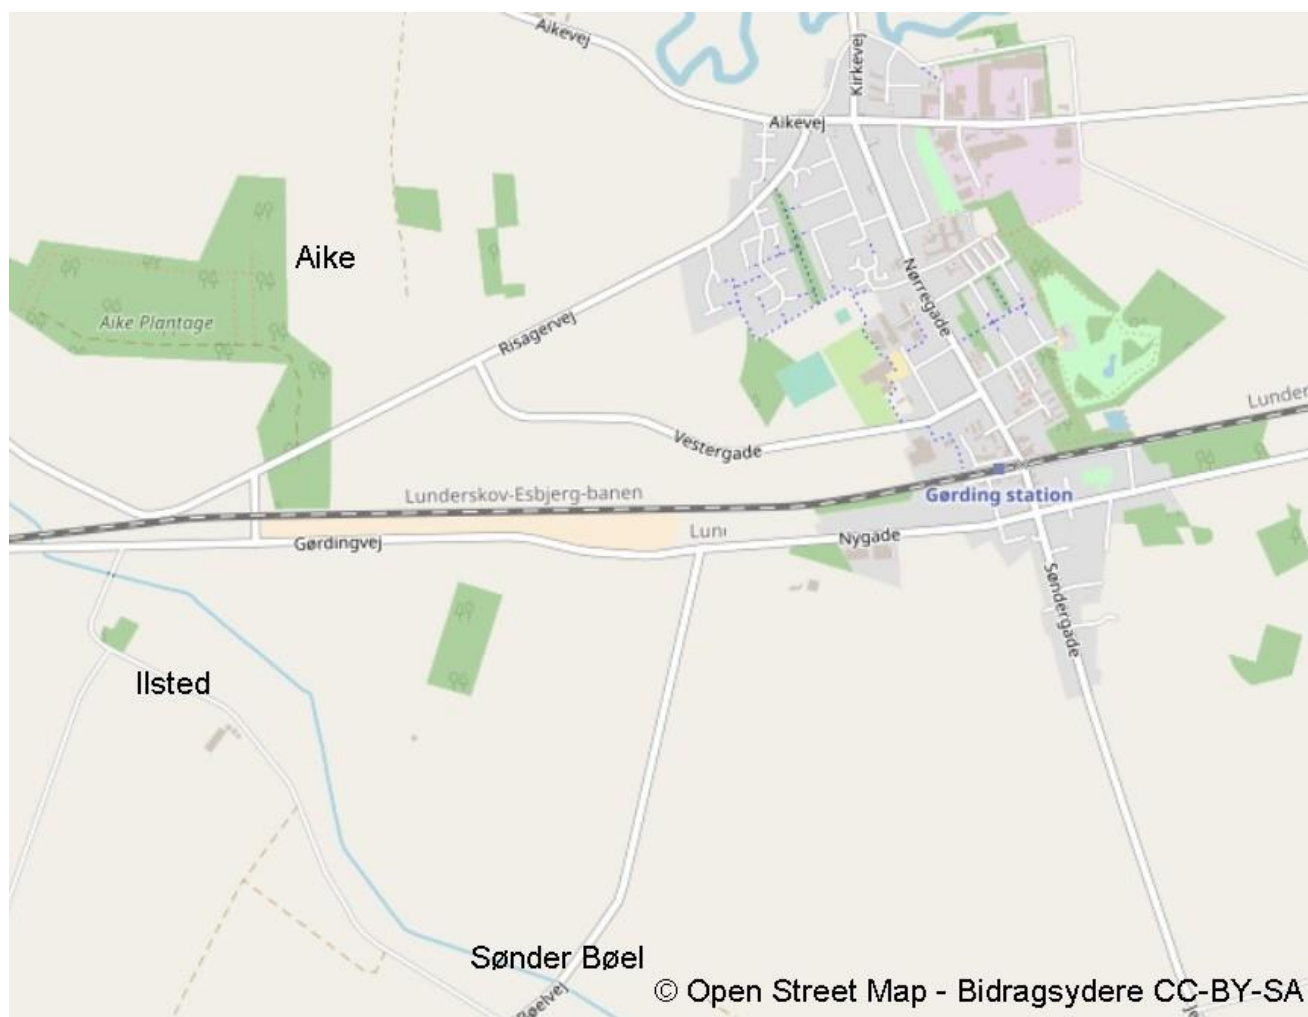 Aikevej
Kirkevej
Aikevej
Aike
Nørregade
Aike Plantage
Risagervej
Lunder
Vestergade
Lunderskov-Esbjerg-banen
Gørding station
Lun
Nygade
Gørdingvej
Søndergade
Ilsted
Sønder Bøel
Bøelvej
© Open Street Map - Bidragsydere CC-BY-SA